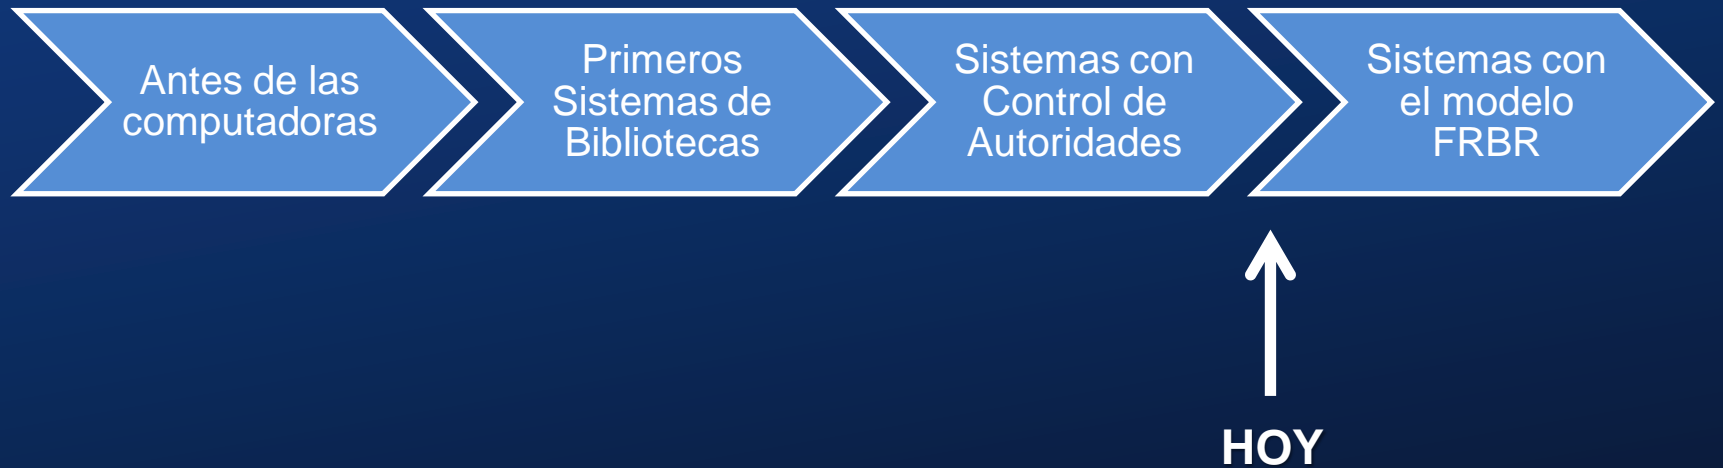 Antes de las
computadoras
Primeros
Sistemas de
Bibliotecas
Sistemas con
Control de
Autoridades
Sistemas con
el modelo
FRBR
HOY